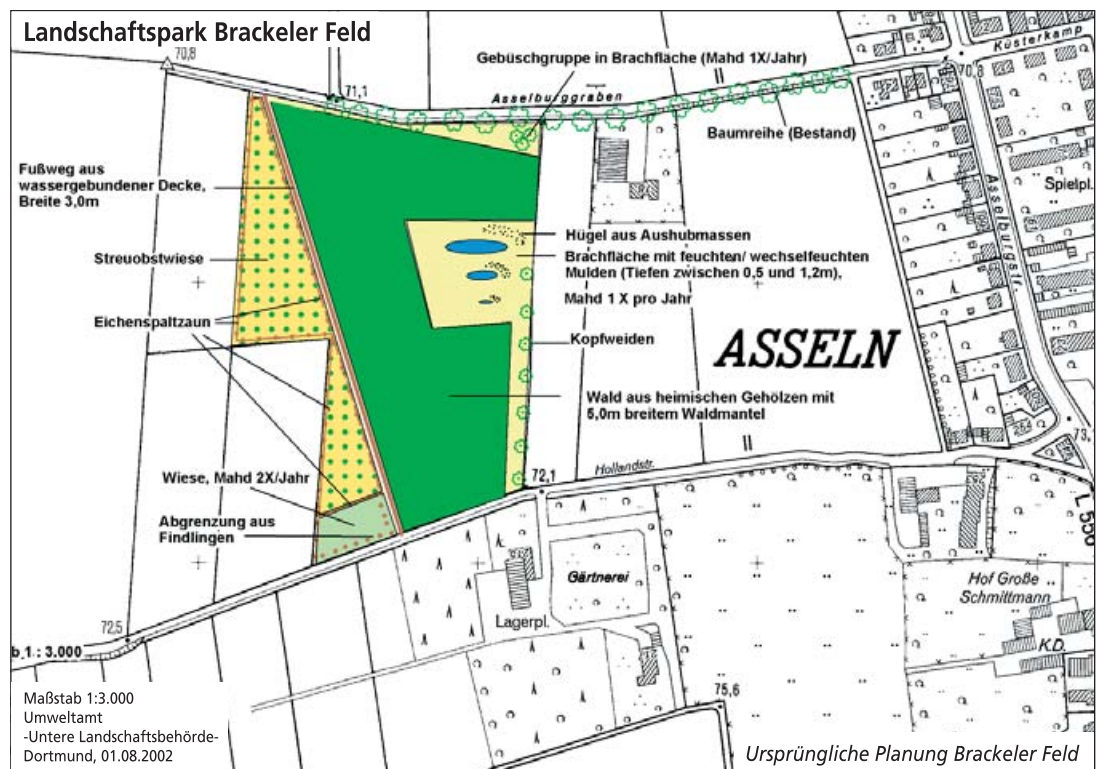 Landschaftspark Brackeler Feld
70,8
71,1
Gebüschgruppe in Brachfläche (Mahd 1X/Jahr)
Asselburggraben
Küsterkamp
70,3
Baumreihe (Bestand)
Fußweg aus
wassergebundener Decke,
Breite 3,0m
Spielpl.
Asselburgstr.
Streuobstwiese
Hügel aus Aushubmassen
Brachfläche mit feuchten/ wechselfeuchten
Mulden (Tiefen zwischen 0,5 und 1,2m),
Mahd 1 X pro Jahr
Eichenspaltzaun
Kopfweiden
ASSELN
Wald aus heimischen Gehölzen mit
5,0m breitem Waldmantel
73,
Hollandstr.
72,1
Wiese, Mahd 2X/Jahr
L 556
Abgrenzung aus
Findlingen
Gärtnerei
Hof Große
Schmittmann
Lagerpl.
72,5
K.D.
b 1 : 3.000
75,6
Maßstab 1:3.000
Umweltamt
-Untere Landschaftsbehörde-
Dortmund, 01.08.2002
Ursprüngliche Planung Brackeler Feld